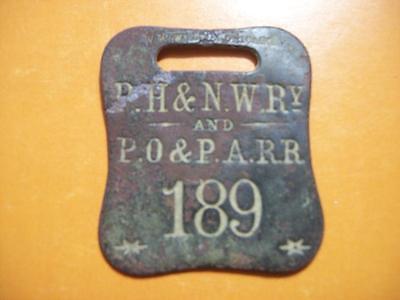 P.H & N.W.RY
AND
P.O & P.A.RR
189